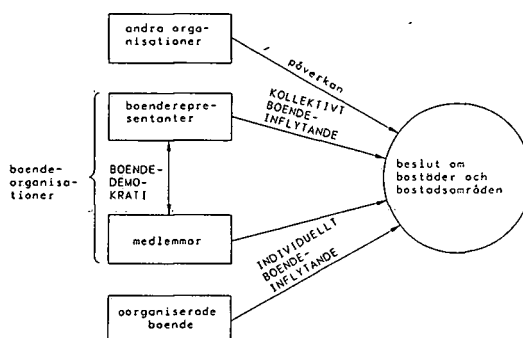 andra orga-
nisationer
påverkan
boenderepre-
sentanter
KOLLEKTIVT
BOENDE-
INFLYTANDE
boende-
organisa-
tioner
BOENDE-
DEMO-
KRATI
beslut om
bostäder och
bostadsområden
medlemmar
INDIVIDUELLT
BOENDE-
INFLYTANDE
oorganiserade
boende